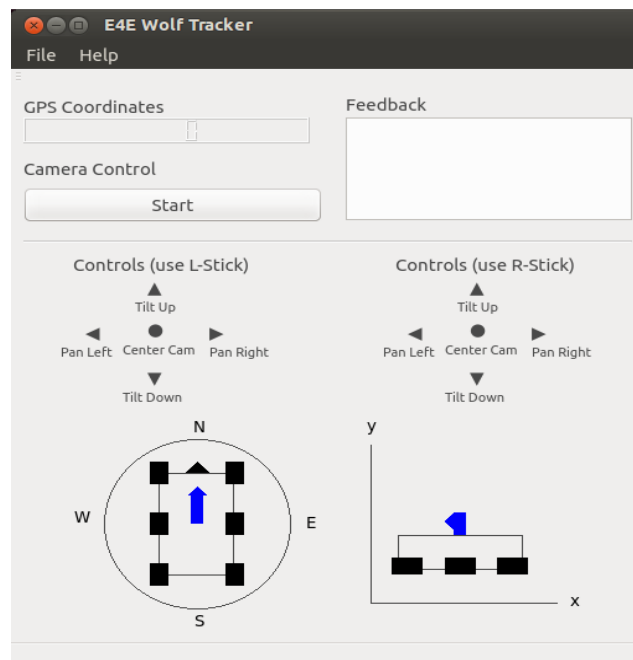 E4E Wolf Tracker
File Help
GPS Coordinates
Feedback
Camera Control
Start
Controls (use L-Stick)
Tilt Up
Pan Left Center Cam Pan Right
Tilt Down
Controls (use R-Stick)
Tilt Up
Pan Left Center Cam Pan Right
Tilt Down
N
W
E
S
y
x